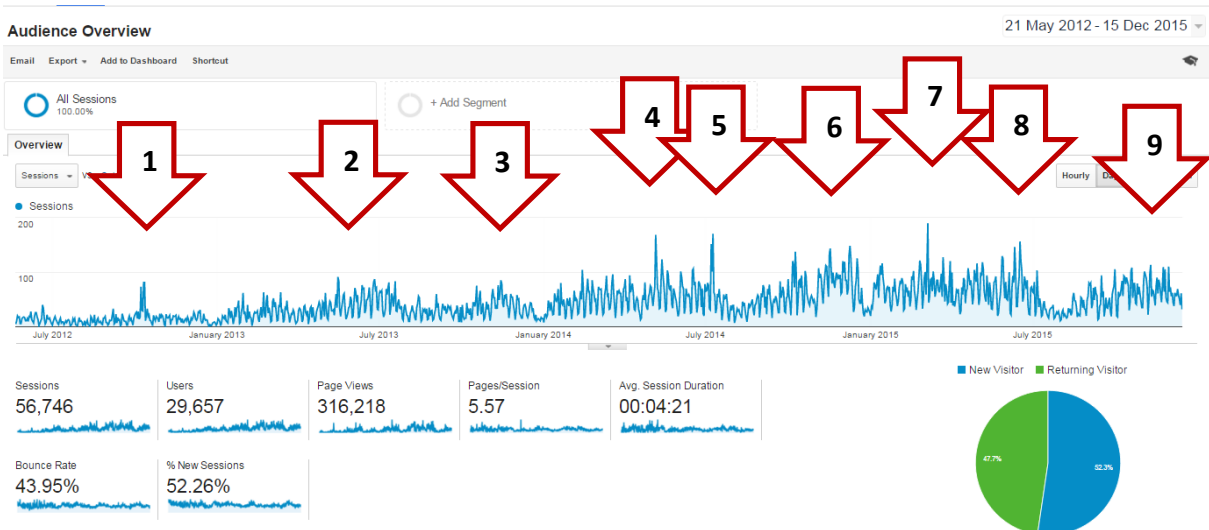 Audience Overview
21 May 2012 - 15 Dec 2015
Email Export Add to Dashboard Shortcut
All Sessions
100.00%
+ Add Segment
1
2
3
4
5
6
7
8
9
Overview
Sessions
Hourly
Sessions
200
100
July 2012 January 2013 July 2013 January 2014 July 2014 January 2015 July 2015
New Visitor Returning Visitor
Sessions Users Page Views Pages/Session Avg. Session Duration
56,746 29,657 316,218 5.57 00:04:21
Bounce Rate % New Sessions
43.95% 52.26%
47.7% 52.3%